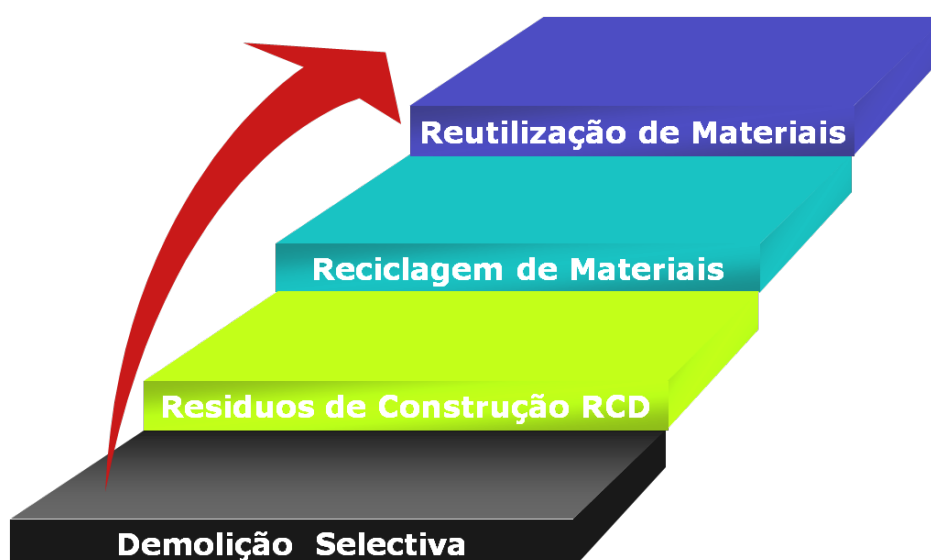 Reutilização de Materiais
Reciclagem de Materiais
Residuos de Construção RCD
Demolição Selectiva